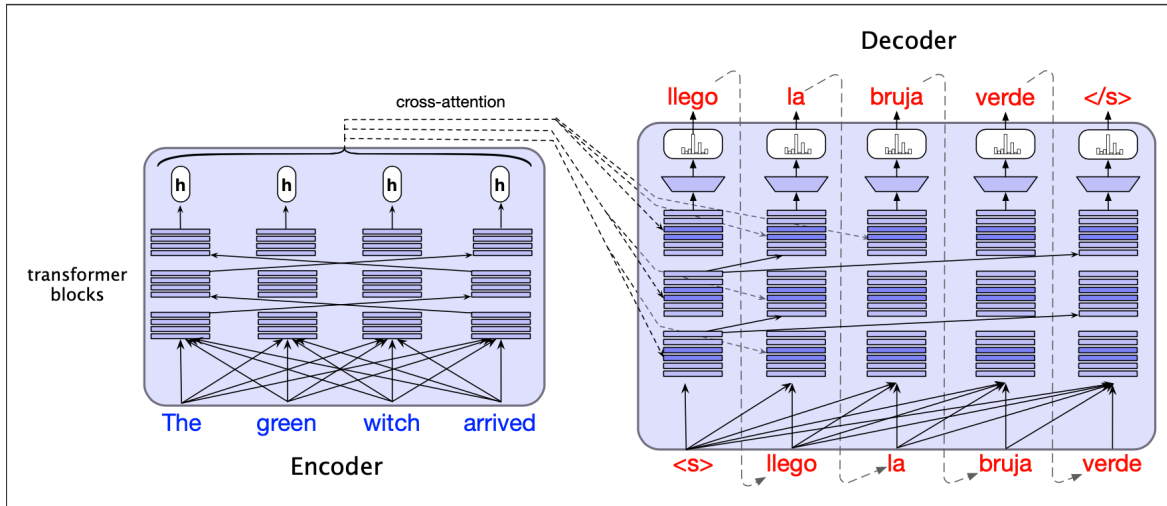 Decoder
llego la bruja verde </s>
cross-attention
h h h h
transformer
blocks
The green witch arrived
Encoder
<s> llego la bruja verde